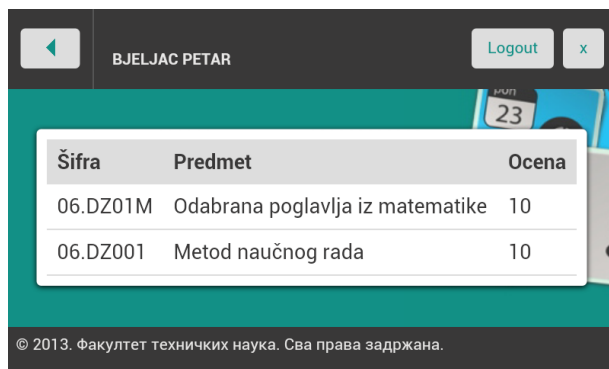 BJELJAC PETAR
Logout
x
pon
23
Šifra Predmet Ocena
06.DZ01M Odabrana poglavlja iz matematike 10
06.DZ001 Metod naučnog rada 10
© 2013. Факултет техничких наука. Сва права задржана.